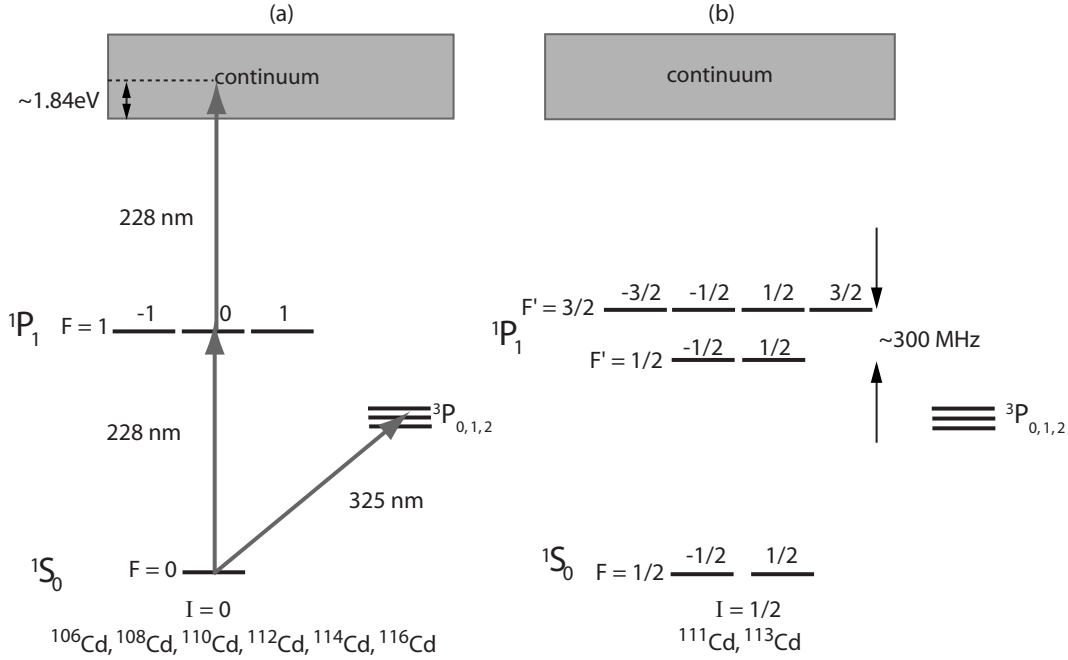 (a)
continuum
~1.84eV
228 nm
¹P₁ F = 1 -1 0 1
228 nm
³P₀,₁,₂
325 nm
¹S₀ F = 0
I = 0
¹⁰⁶Cd, ¹⁰⁸Cd, ¹¹⁰Cd, ¹¹²Cd, ¹¹⁴Cd, ¹¹⁶Cd
(b)
continuum
-3/2 -1/2 1/2 3/2
F' = 3/2
¹P₁
~300 MHz
-1/2 1/2
F' = 1/2
³P₀,₁,₂
-1/2 1/2
¹S₀ F = 1/2
I = 1/2
¹¹¹Cd, ¹¹³Cd